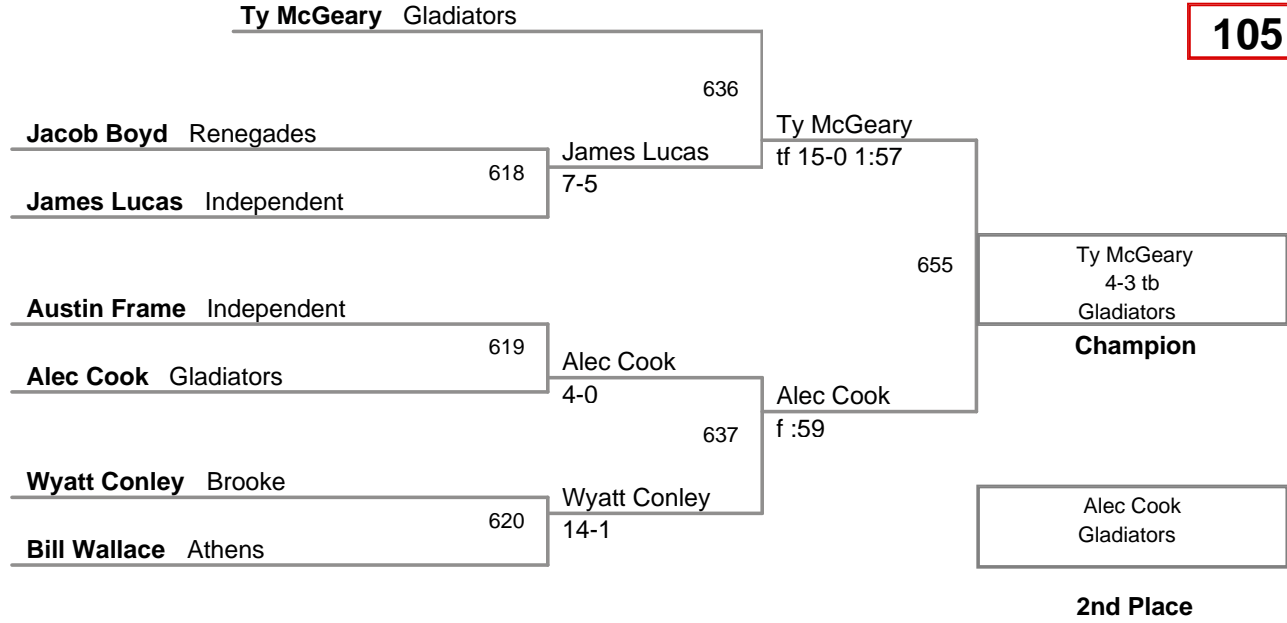 Ty McGeary Gladiators
105
636
Jacob Boyd Renegades
Ty McGeary
tf 15-0 1:57
James Lucas
7-5
618
James Lucas Independent
655
Ty McGeary
4-3 tb
Gladiators
Champion
Austin Frame Independent
619
Alec Cook
4-0
Alec Cook Gladiators
Alec Cook
f :59
637
Wyatt Conley Brooke
Wyatt Conley
14-1
620
Bill Wallace Athens
Alec Cook
Gladiators
2nd Place